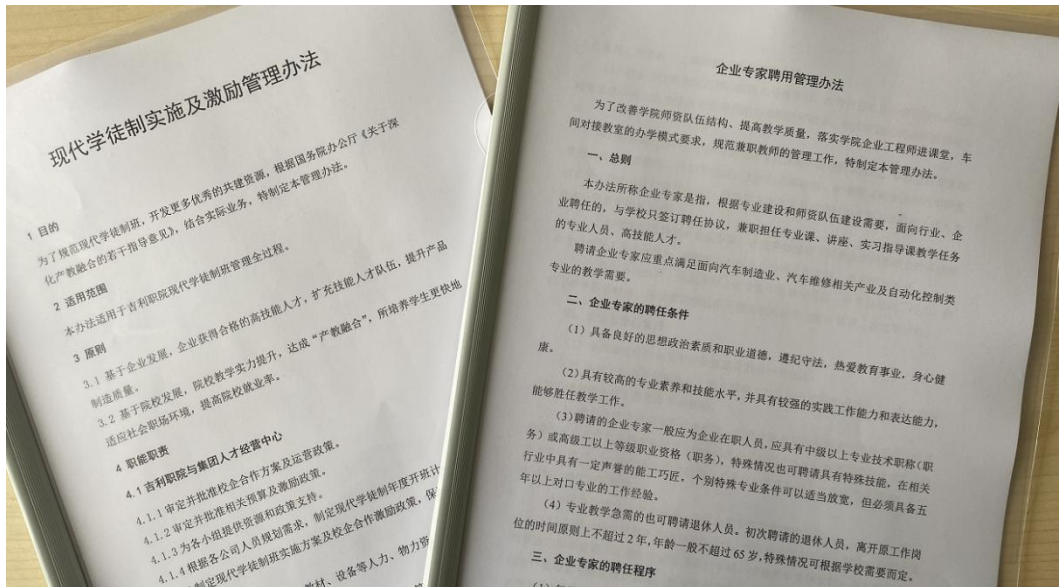 现代学徒制实施及激励管理办法
1 目的
为了规范现代学徒制班,开发更多优秀的共建资源,根据国务院办公厅《关于深
化产教融合的若干指导意见》,结合实际业务,特制定本管理办法。
2 适用范围
本办法适用于吉利职院现代学徒制班管理全过程。
3 原则
3.1 基于企业发展,企业获得合格的高技能人才,扩充技能人才队伍,提升产品
制造质量。
3.2 基于院校发展,院校教学实力提升,达成“产教融合”,所培养学生更快地
适应社会职场环境,提高院校就业率。
4 职能职责
4.1 吉利职院与集团人才经营中心
4.1.1 审定并批准校企合作方案及运营政策。
4.1.2 审定并批准相关预算及激励政策。
4.1.3 为各小组提供资源和政策支持。
4.1.4 根据各公司人员规划需求,制定现代学徒制年度开班计
制定现代学徒制班实施方案及校企合作激励政策,保
教材、设备等人力、物力资
企业专家聘用管理办法
为了改善学院师资队伍结构、提高教学质量,落实学院企业工程师进课堂,车
间对接教室的办学模式要求,规范兼职教师的管理工作,特制定本管理办法。
一、总则
本办法所称企业专家是指,根据专业建设和师资队伍建设需要,面向行业、企
业聘任的,与学校只签订聘任协议,兼职担任专业课、讲座、实习指导课教学任务
的专业人员、高技能人才。
聘请企业专家应重点满足面向汽车制造业、汽车维修相关产业及自动化控制类
专业的教学需要。
二、企业专家的聘任条件
(1)具备良好的思想政治素质和职业道德,遵纪守法,热爱教育事业,身心健
康。
(2)具有较高的专业素养和技能水平,并具有较强的实践工作能力和表达能力,
能够胜任教学工作。
(3)聘请的企业专家一般应为企业在职人员,应具有中级以上专业技术职称(职
务)或高级工以上等级职业资格(职务),特殊情况也可聘请具有特殊技能,在相关
行业中具有一定声誉的能工巧匠。个别特殊专业条件可以适当放宽,但必须具备五
年以上对口专业的工作经验。
(4)专业教学急需的也可聘请退休人员。初次聘请的退休人员,离开原工作岗
位的时间原则上不超过 2 年,年龄一般不超过 65 岁,特殊情况可根据学校需要而定。
三、企业专家的聘任程序